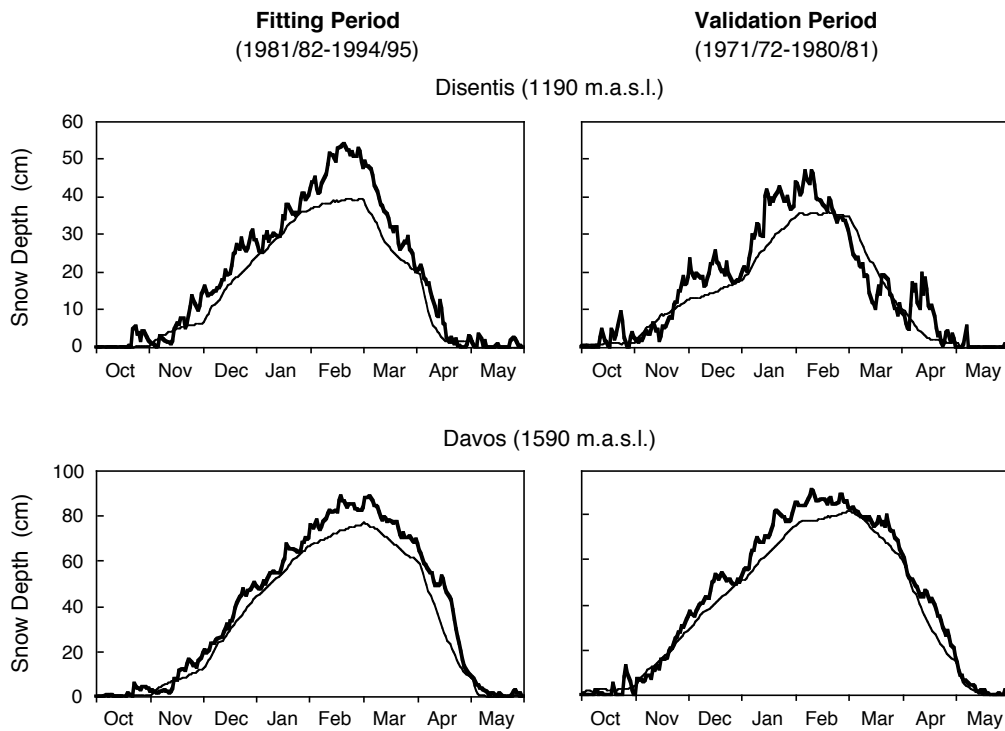 Fitting Period
(1981/82-1994/95)
Validation Period
(1971/72-1980/81)
Disentis (1190 m.a.s.l.)
Snow Depth (cm)
60
50
40
30
20
10
0
Oct Nov Dec Jan Feb Mar Apr May
Oct Nov Dec Jan Feb Mar Apr May
Davos (1590 m.a.s.l.)
Snow Depth (cm)
100
80
60
40
20
0
Oct Nov Dec Jan Feb Mar Apr May
Oct Nov Dec Jan Feb Mar Apr May